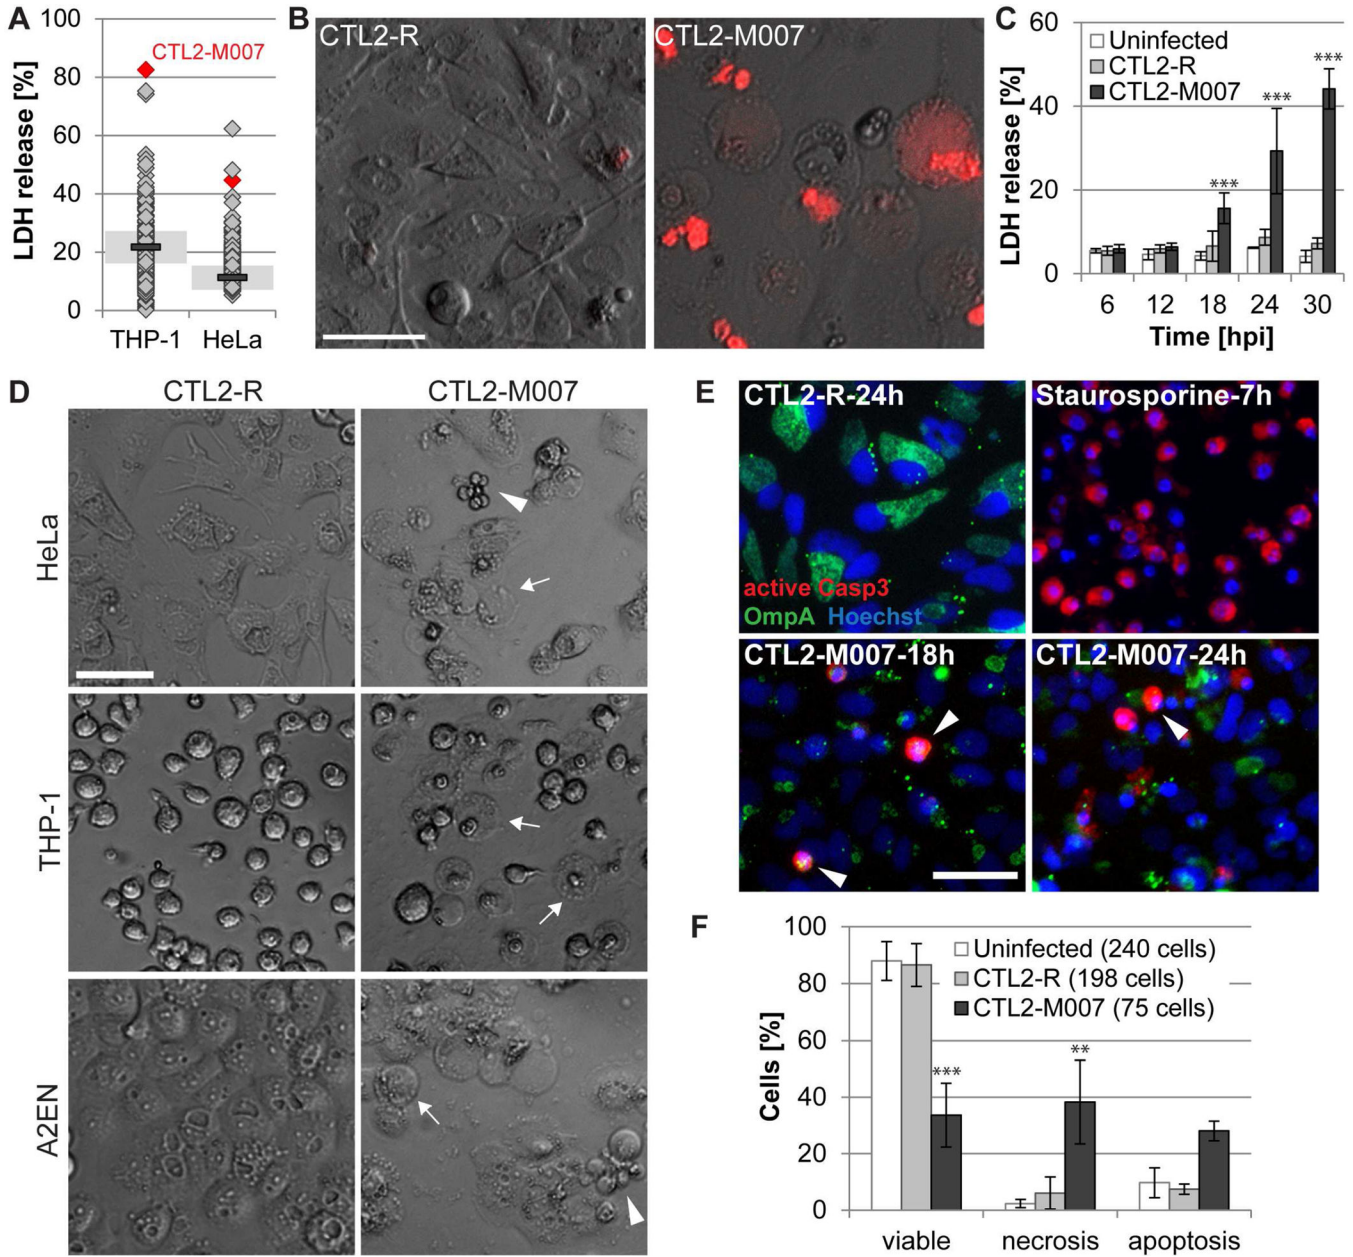 A
LDH release [%]
100
80
60
40
20
0
CTL2-M007
THP-1
HeLa
B
CTL2-R
CTL2-M007
C
LDH release [%]
60
40
20
0
Uninfected
CTL2-R
CTL2-M007
***
***
***
6
12
18
24
30
Time [hpi]
D
CTL2-R
CTL2-M007
HeLa
THP-1
A2EN
E
CTL2-R-24h
active Casp3
OmpA Hoechst
Staurosporine-7h
CTL2-M007-18h
CTL2-M007-24h
F
Cells [%]
100
80
60
40
20
0
Uninfected (240 cells)
CTL2-R (198 cells)
CTL2-M007 (75 cells)
***
**
viable
necrosis
apoptosis